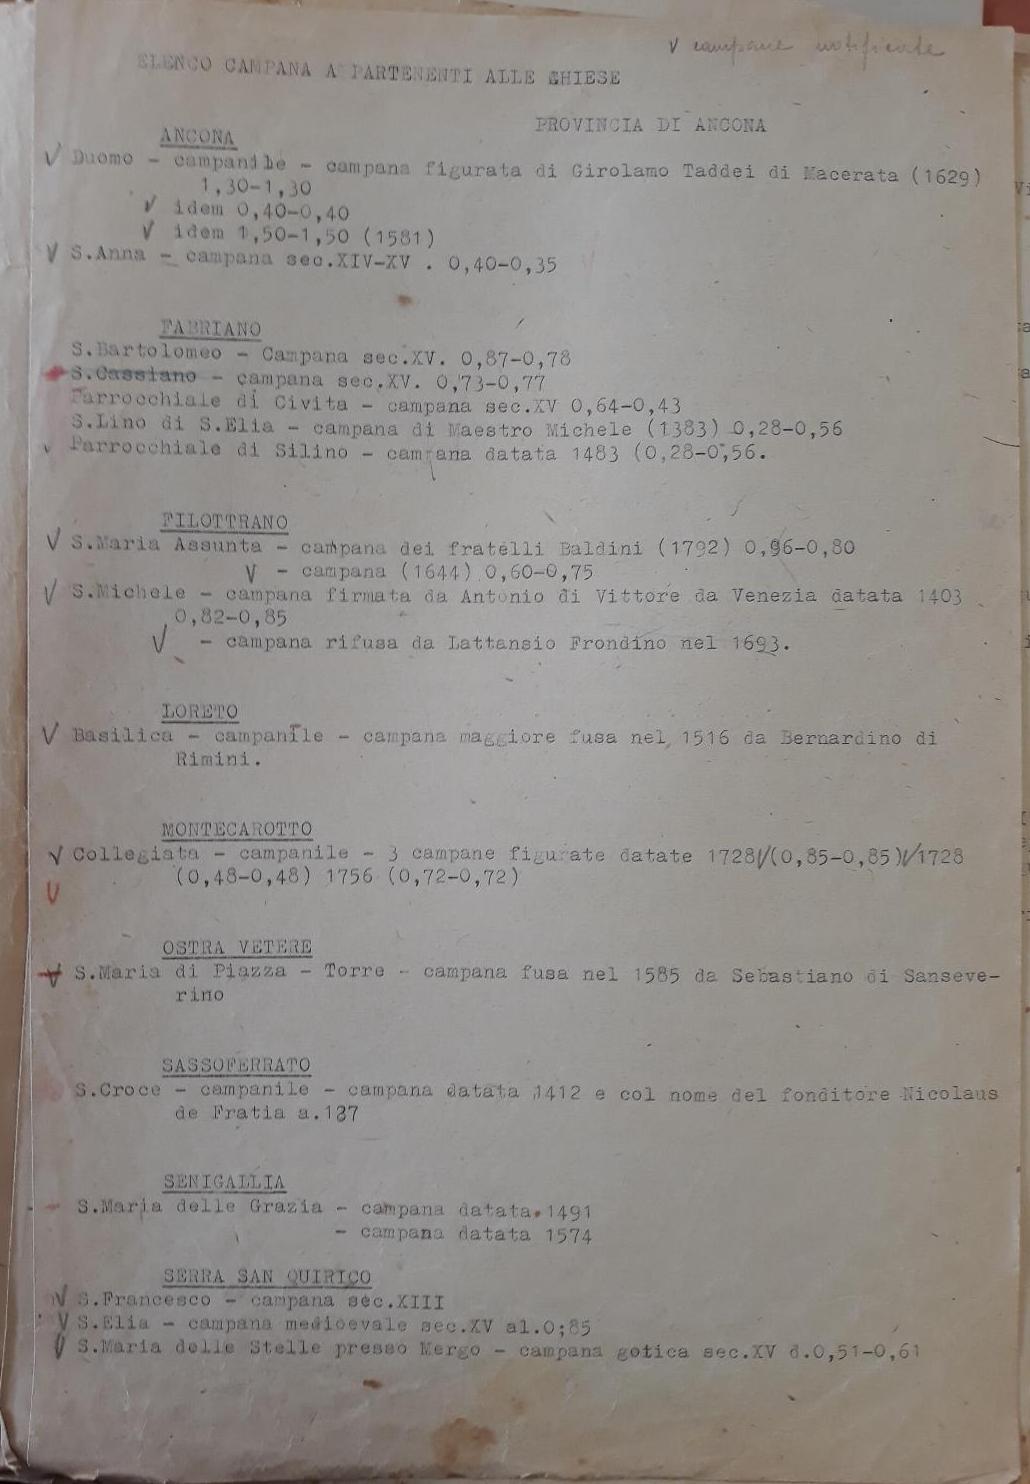 V campane notificate
ELENCO CAMPANA A PARTENENTI ALLE CHIESE
PROVINCIA DI ANCONA
ANCONA
V Duomo - campanile - campana figurata di Girolamo Taddei di Macerata (1629)
1,30-1,30
V idem 0,40-0,40
V idem 1,50-1,50 (1581)
V S.Anna - campana sec.XIV-XV . 0,40-0,35
FABRIANO
S.Bartolomeo - Campana sec.XV. 0,87-0,78
S.Cassiano - campana sec.XV. 0,73-0,77
Parrocchiale di Civita - campana sec.XV 0,64-0,43
S.Lino di S.Elia - campana di Maestro Michele (1383) 0,28-0,56
V Parrocchiale di Silino - campana datata 1483 (0,28-0,56.
FILOTTRANO
V S.Maria Assunta - campana dei fratelli Baldini (1792) 0,96-0,80
V - campana (1644) 0,60-0,75
V S.Michele - campana firmata da Antonio di Vittore da Venezia datata 1403
0,82-0,85
V - campana rifusa da Lattansio Frondino nel 1693.
LORETO
V Basilica - campanile - campana maggiore fusa nel 1516 da Bernardino di
Rimini.
MONTECAROTTO
V Collegiata - campanile - 3 campane figurate datate 1728 V (0,85-0,85) V 1728
V (0,48-0,48) 1756 (0,72-0,72)
OSTRA VETERE
V S.Maria di Piazza - Torre - campana fusa nel 1585 da Sebastiano di Sanseve-
rino
SASSOFERRATO
S.Croce - campanile - campana datata 1412 e col nome del fonditore Nicolaus
de Fratia a.137
SENIGALLIA
- S.Maria delle Grazia - campana datata 1491
- campana datata 1574
SERRA SAN QUIRICO
V S.Francesco - campana sec.XIII
V S.Elia - campana medioevale sec.XV al.0;85
V S.Maria delle Stelle presso Mergo - campana gotica sec.XV d.0,51-0,61